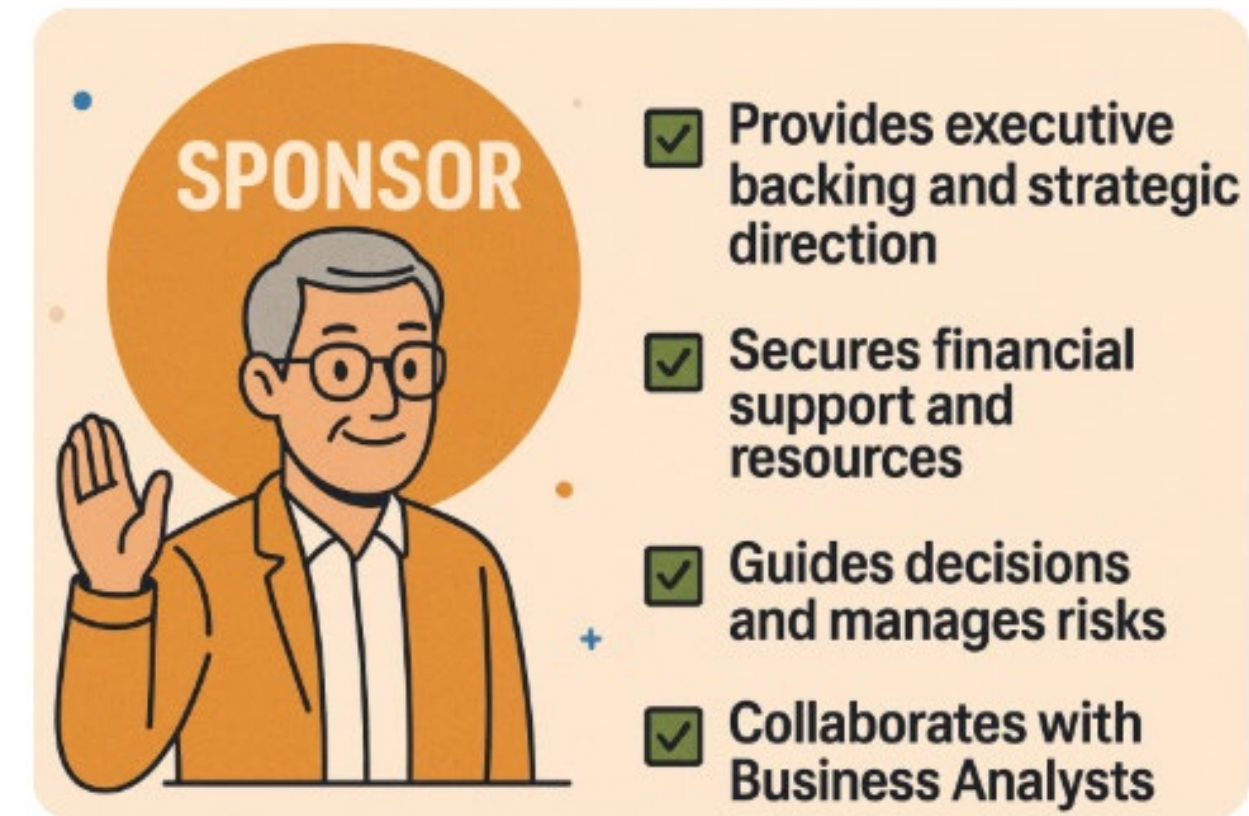 SPONSOR
Provides executive
backing and strategic
direction
Secures financial
support and
resources
Guides decisions
and manages risks
Collaborates with
Business Analysts